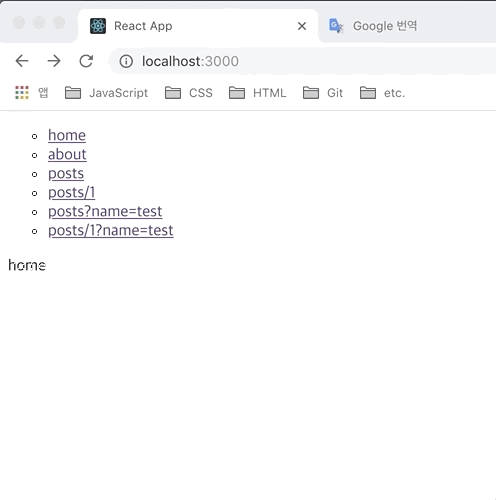 React App
Google 번역
localhost:3000
앱 JavaScript CSS HTML Git etc.
home
about
posts
posts/1
posts?name=test
posts/1?name=test
home